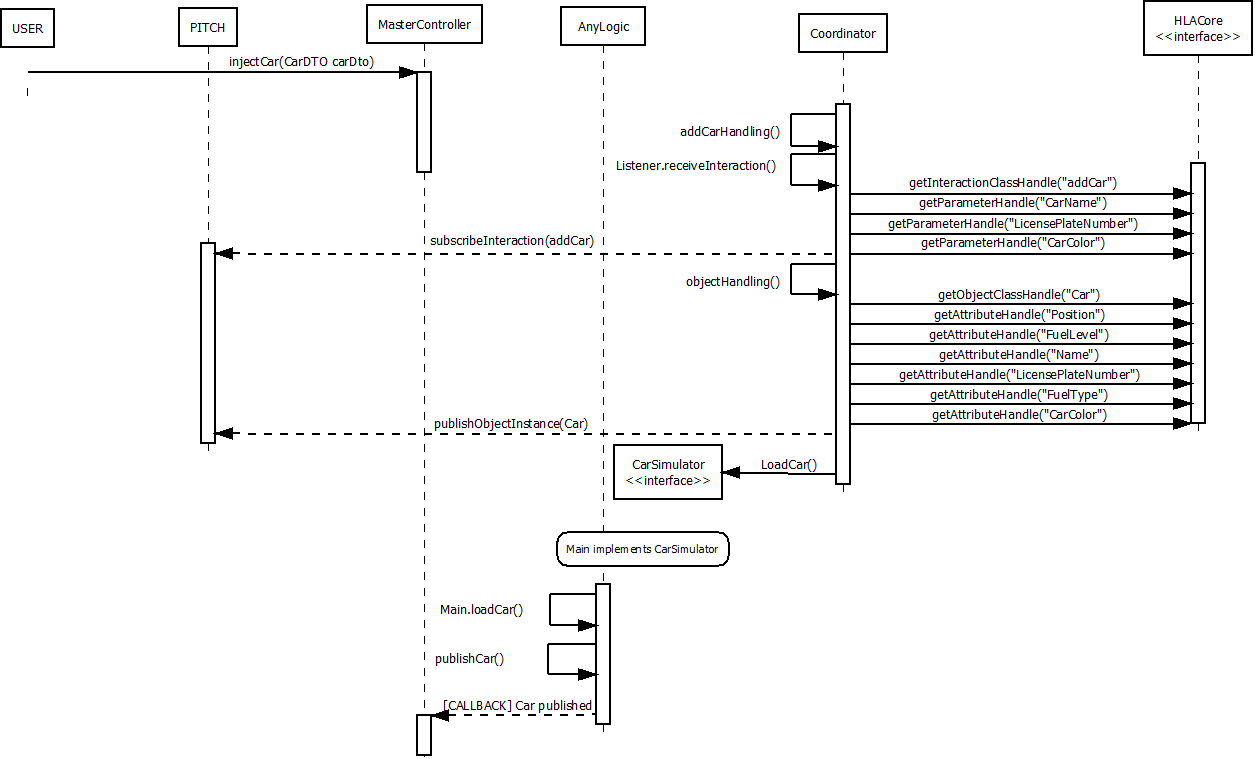 USER
PITCH
MasterController
AnyLogic
Coordinator
HLACore
<<interface>>
injectCar(CarDTO carDto)
addCarHandling()
Listener.receiveInteraction()
getInteractionClassHandle("addCar")
getParameterHandle("CarName")
getParameterHandle("LicensePlateNumber")
subscribeInteraction(addCar)
getParameterHandle("CarColor")
objectHandling()
getObjectClassHandle("Car")
getAttributeHandle("Position")
getAttributeHandle("FuelLevel")
getAttributeHandle("Name")
getAttributeHandle("LicensePlateNumber")
getAttributeHandle("FuelType")
getAttributeHandle("CarColor")
publishObjectInstance(Car)
CarSimulator
<<interface>>
LoadCar()
Main implements CarSimulator
Main.loadCar()
publishCar()
[CALLBACK] Car published